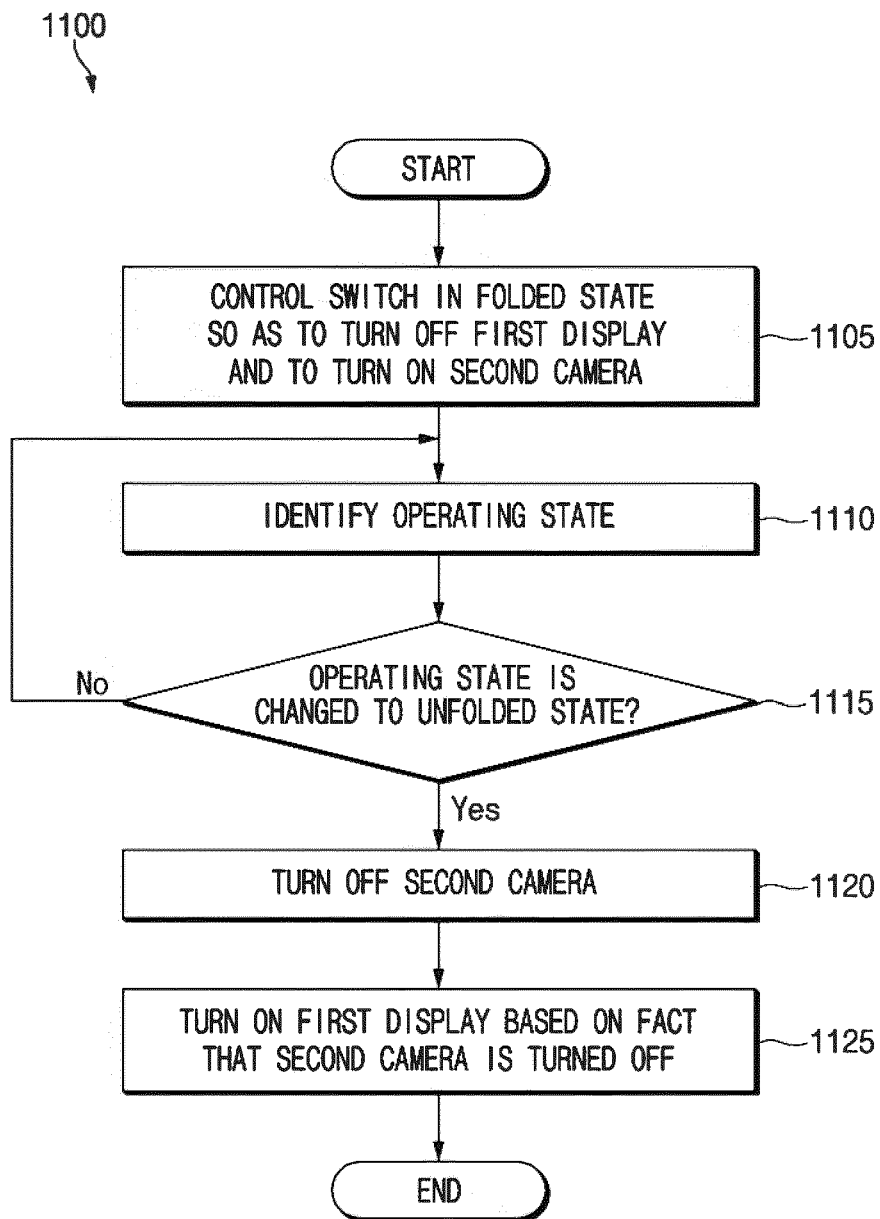 1100
START
CONTROL SWITCH IN FOLDED STATE
SO AS TO TURN OFF FIRST DISPLAY
AND TO TURN ON SECOND CAMERA
1105
IDENTIFY OPERATING STATE
1110
OPERATING STATE IS
CHANGED TO UNFOLDED STATE?
1115
No
Yes
TURN OFF SECOND CAMERA
1120
TURN ON FIRST DISPLAY BASED ON FACT
THAT SECOND CAMERA IS TURNED OFF
1125
END